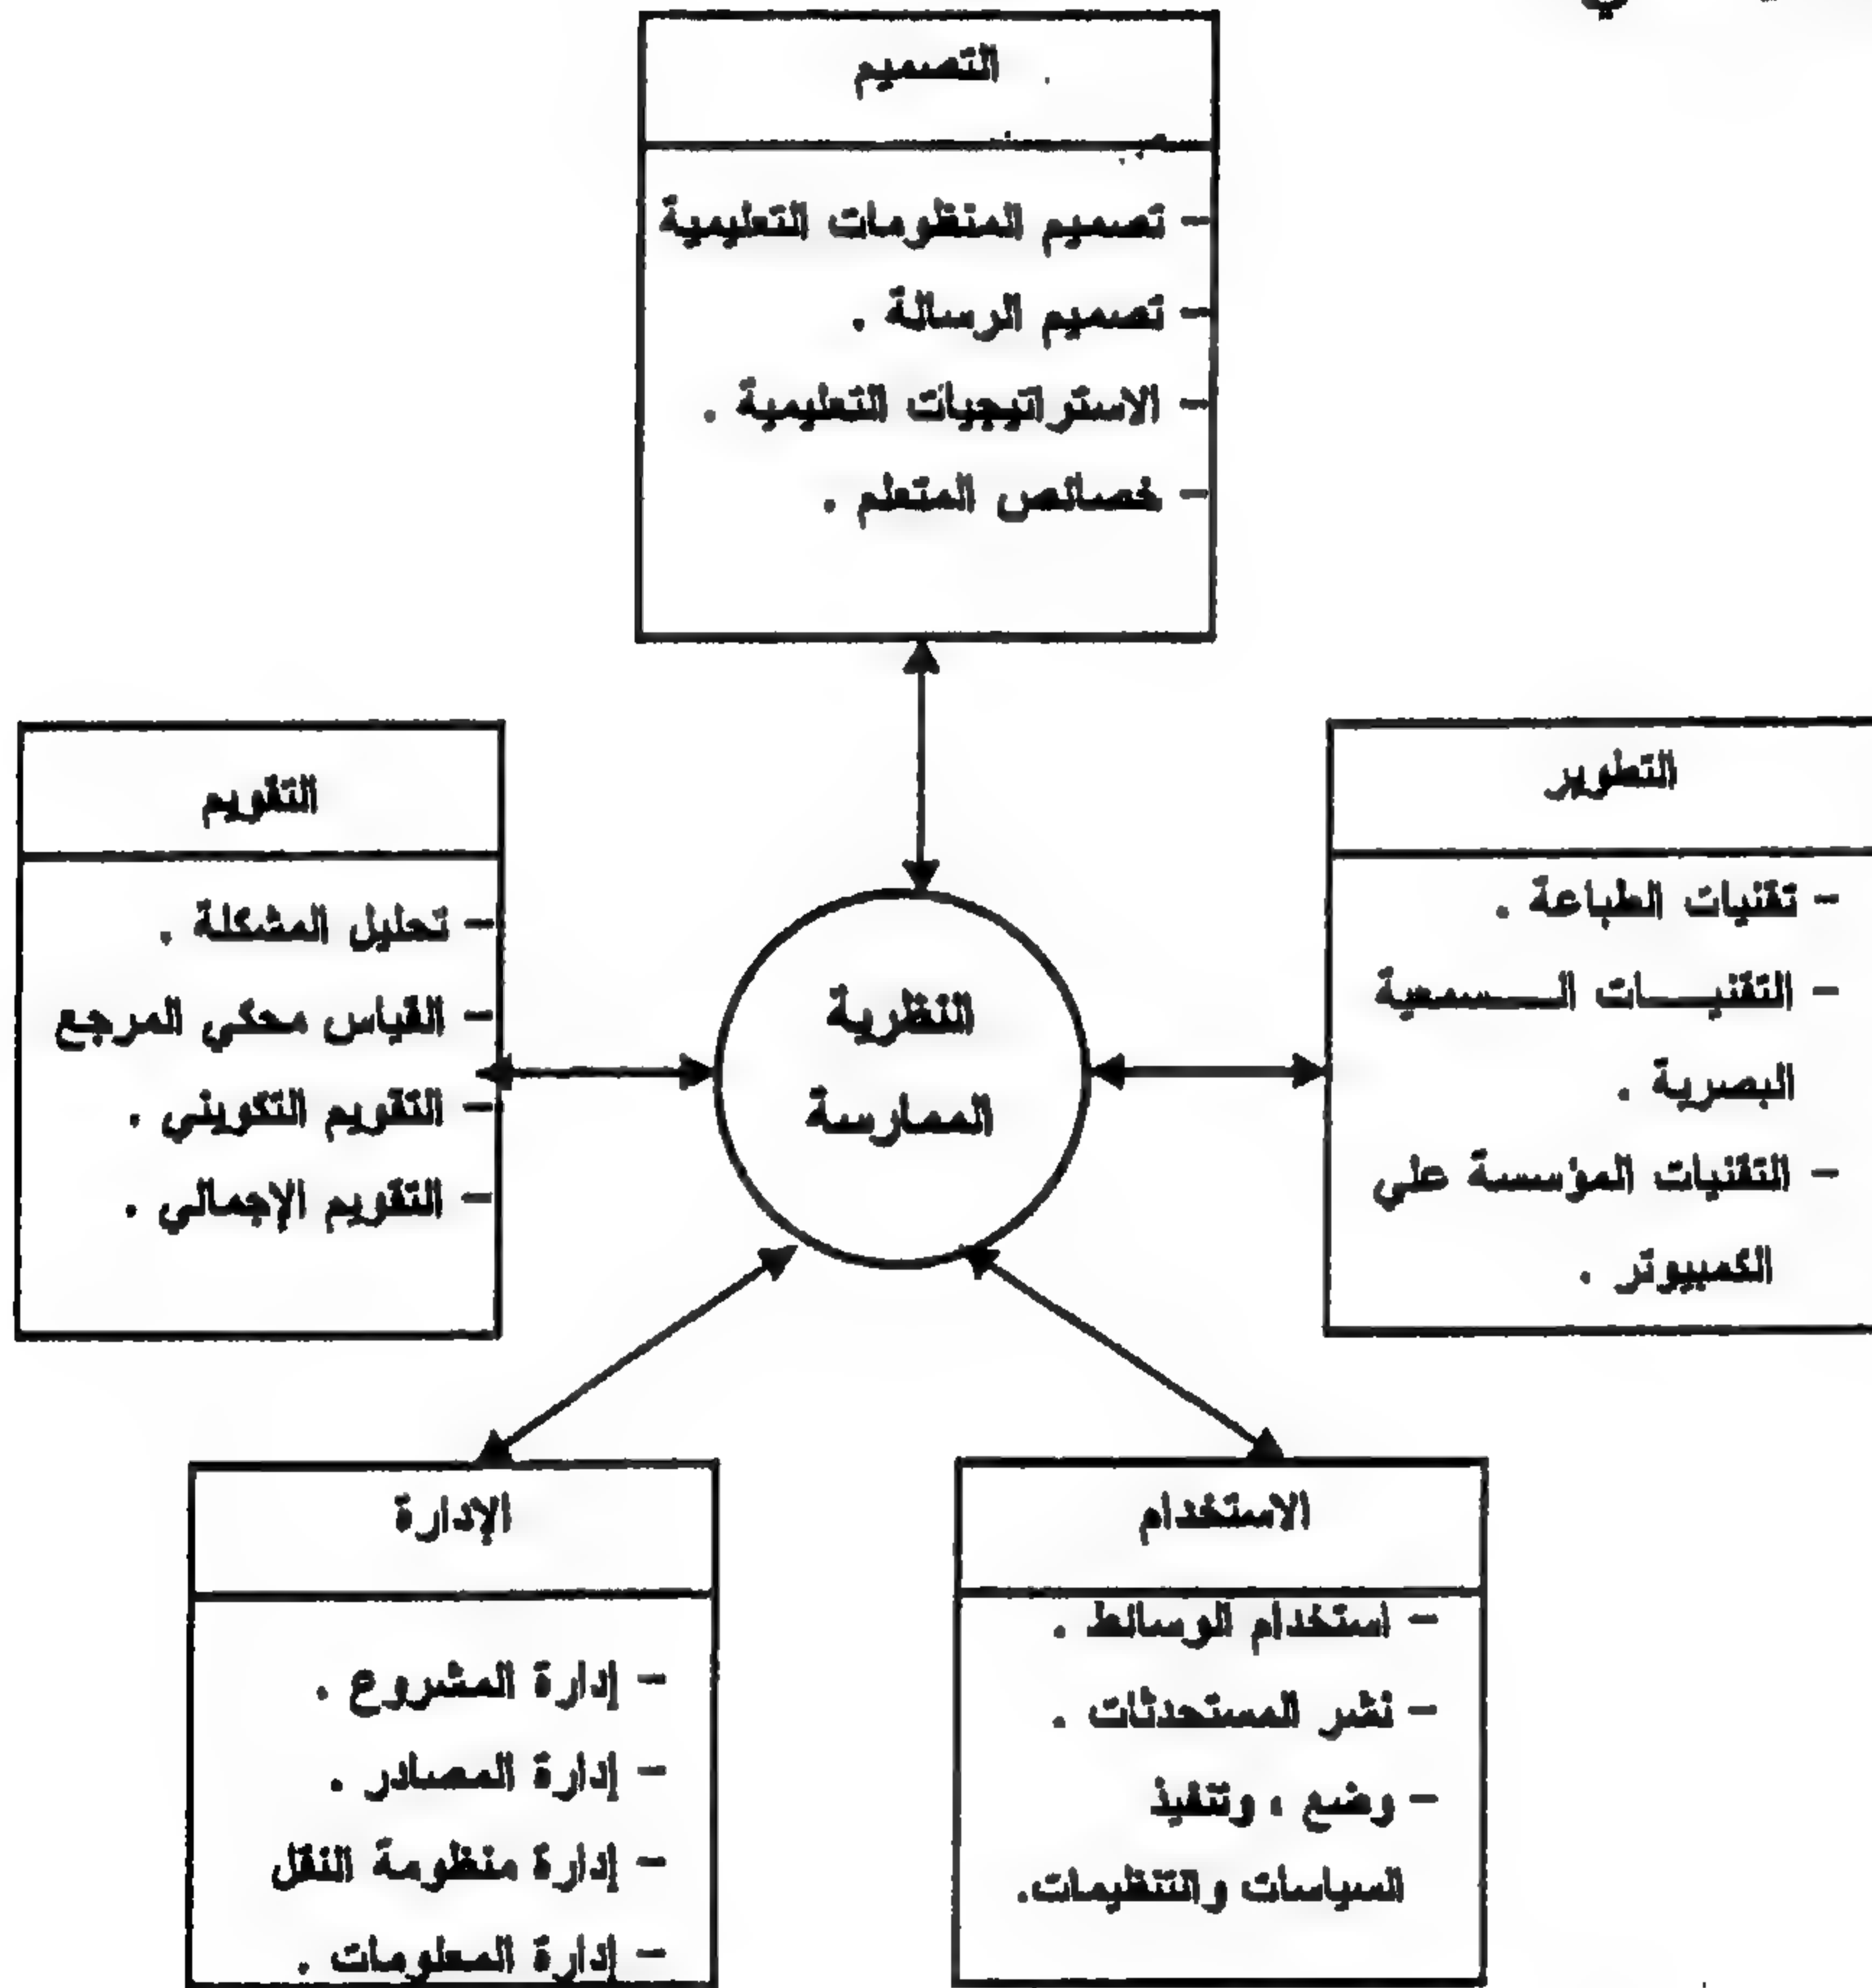 التصميم
- تصميم المنظومات التعليمية
- تصميم الرسالة .
- الاستراتيجيات التعليمية .
- خصائص المتعلم .
التطوير
- تقنيات الطباعة .
- التقنيــات الــسمعية
البصرية .
- التقنيات المؤسسة علي
الكمبيوتر .
النظرية
الممارسة
التقويم
- تحليل المشكلة .
- القياس محكي المرجع
- التقويم التكويني .
- التقويم الإجمالي .
الاستخدام
- استخدام الوسائط .
- نشر المستحدثات .
- وضع ، وتنفيذ
السياسات والتنظيمات.
الإدارة
- إدارة المشروع .
- إدارة المصادر .
- إدارة منظومة النقل
- إدارة المعلومات .